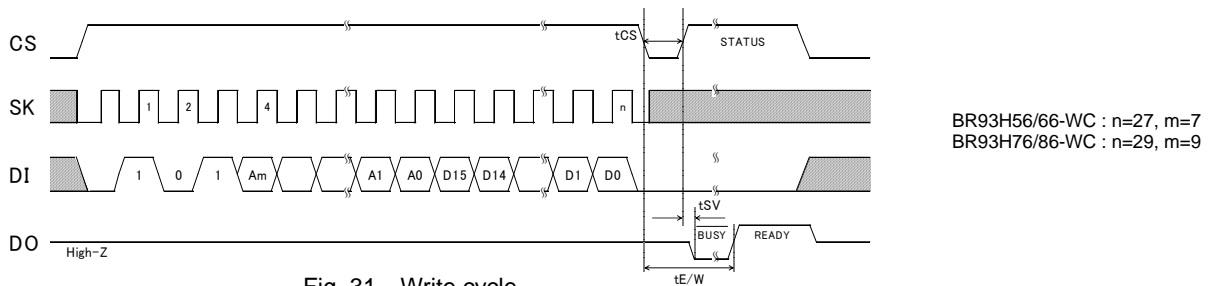 CS
tCS
STATUS
SK
1 2 4 n
BR93H56/66-WC : n=27, m=7
BR93H76/86-WC : n=29, m=9
DI
1 0 1 Am A1 A0 D15 D14 D1 D0
tSV
DO
High-Z
BUSY
READY
tE/W
Fig. 31 Write cycle